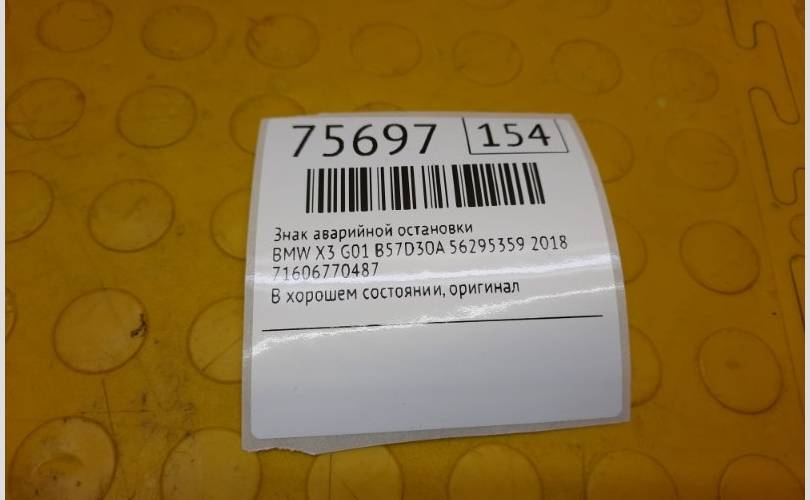 75697 154
Знак аварийной остановки
BMW X3 G01 B57D30A 56295359 2018
71606770487
В хорошем состоянии, оригинал